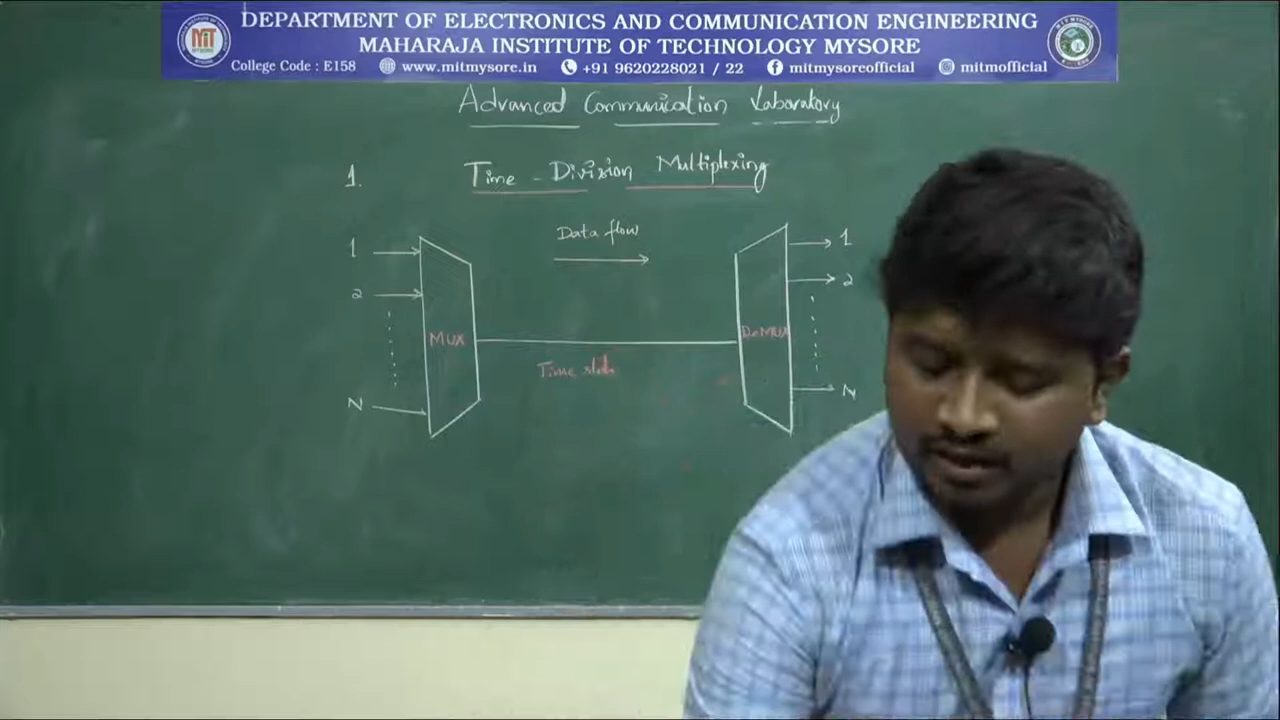 DEPARTMENT OF ELECTRONICS AND COMMUNICATION ENGINEERING
MAHARAJA INSTITUTE OF TECHNOLOGY MYSORE
College Code : E158 www.mitmysore.in +91 9620228021 / 22 mitmysoreofficial mitmofficial
MIT
Advanced Communication Laboratory
1. Time - Division Multiplexing
Data flow
1
2
N
MUX
Time slots
DeMUX
1
2
N